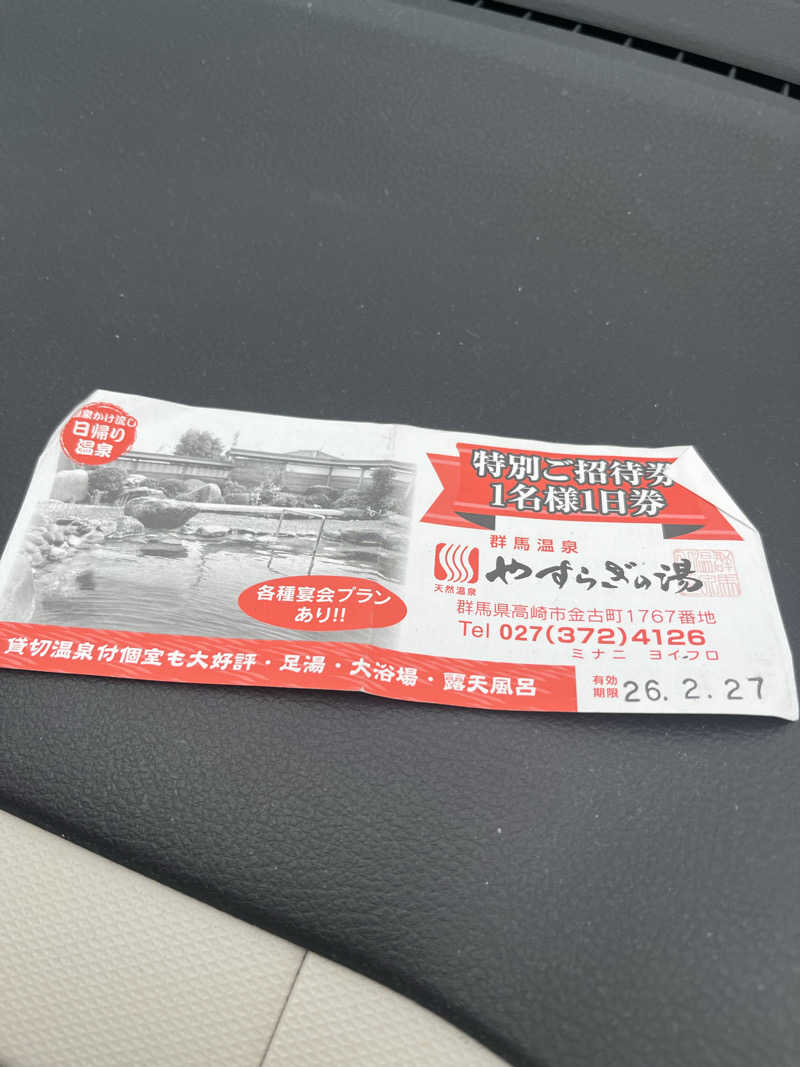 泉かけ流し
日帰り
温泉
特別ご招待券
1名様1日券
群馬温泉
やすらぎの湯
天然温泉
群馬県高崎市金古町1767番地
Tel 027(372)4126
ミナニ ヨイフロ
各種宴会プラン
あり!!
貸切温泉付個室も大好評・足湯・大浴場・露天風呂
有効
期限 26.2.27